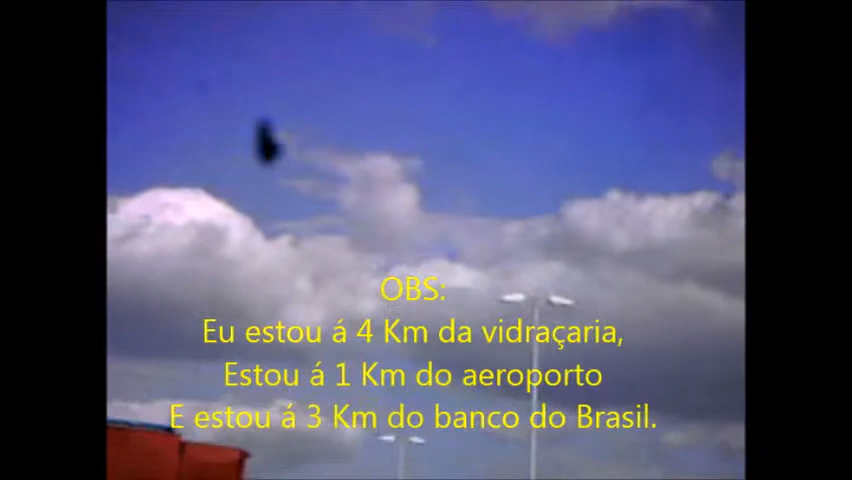 OBS:
Eu estou á 4 Km da vidraçaria,
Estou á 1 Km do aeroporto
E estou á 3 Km do banco do Brasil.